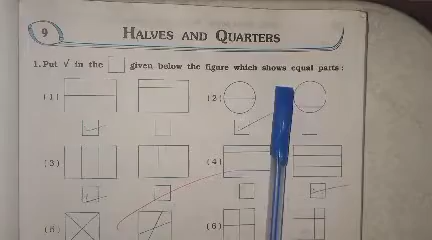 9
HALVES AND QUARTERS
1. Put √ in the □ given below the figure which shows equal parts :
(1) (2)
(3) (4)
(5) (6)